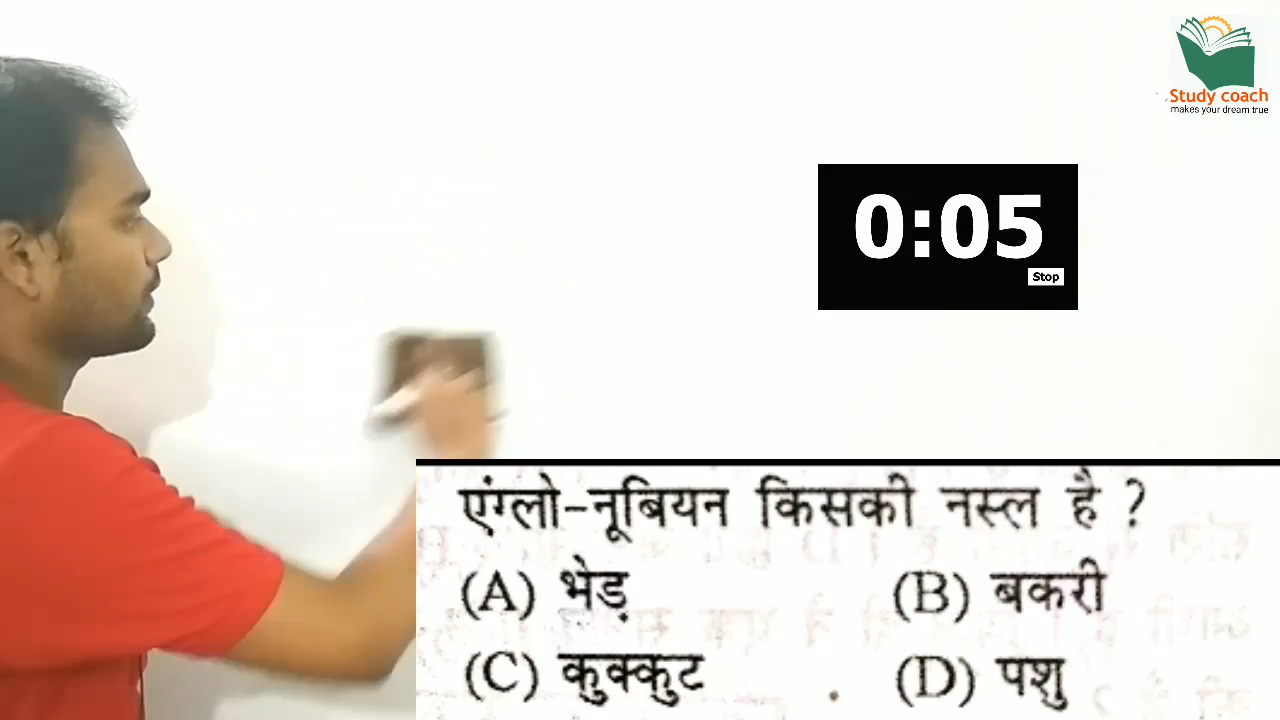 Study coach
makes your dream true
0:05
Stop
एंग्लो-नूबियन किसकी नस्ल है ?
(A) भेड़ (B) बकरी
(C) कुक्कुट (D) पशु